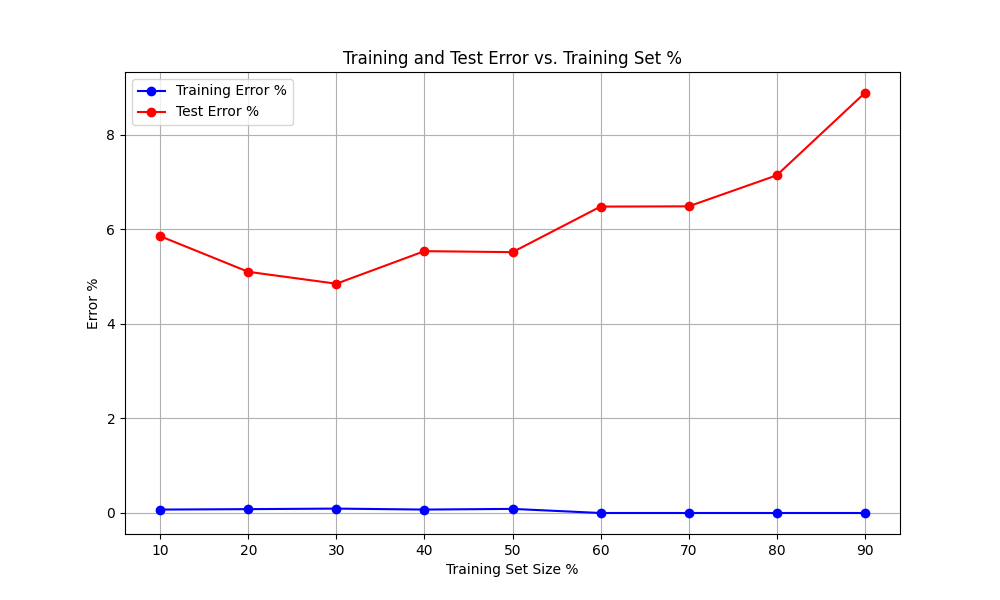 Training and Test Error vs. Training Set %
Training Error %
Test Error %
Error %
8
6
4
2
0
10 20 30 40 50 60 70 80 90
Training Set Size %